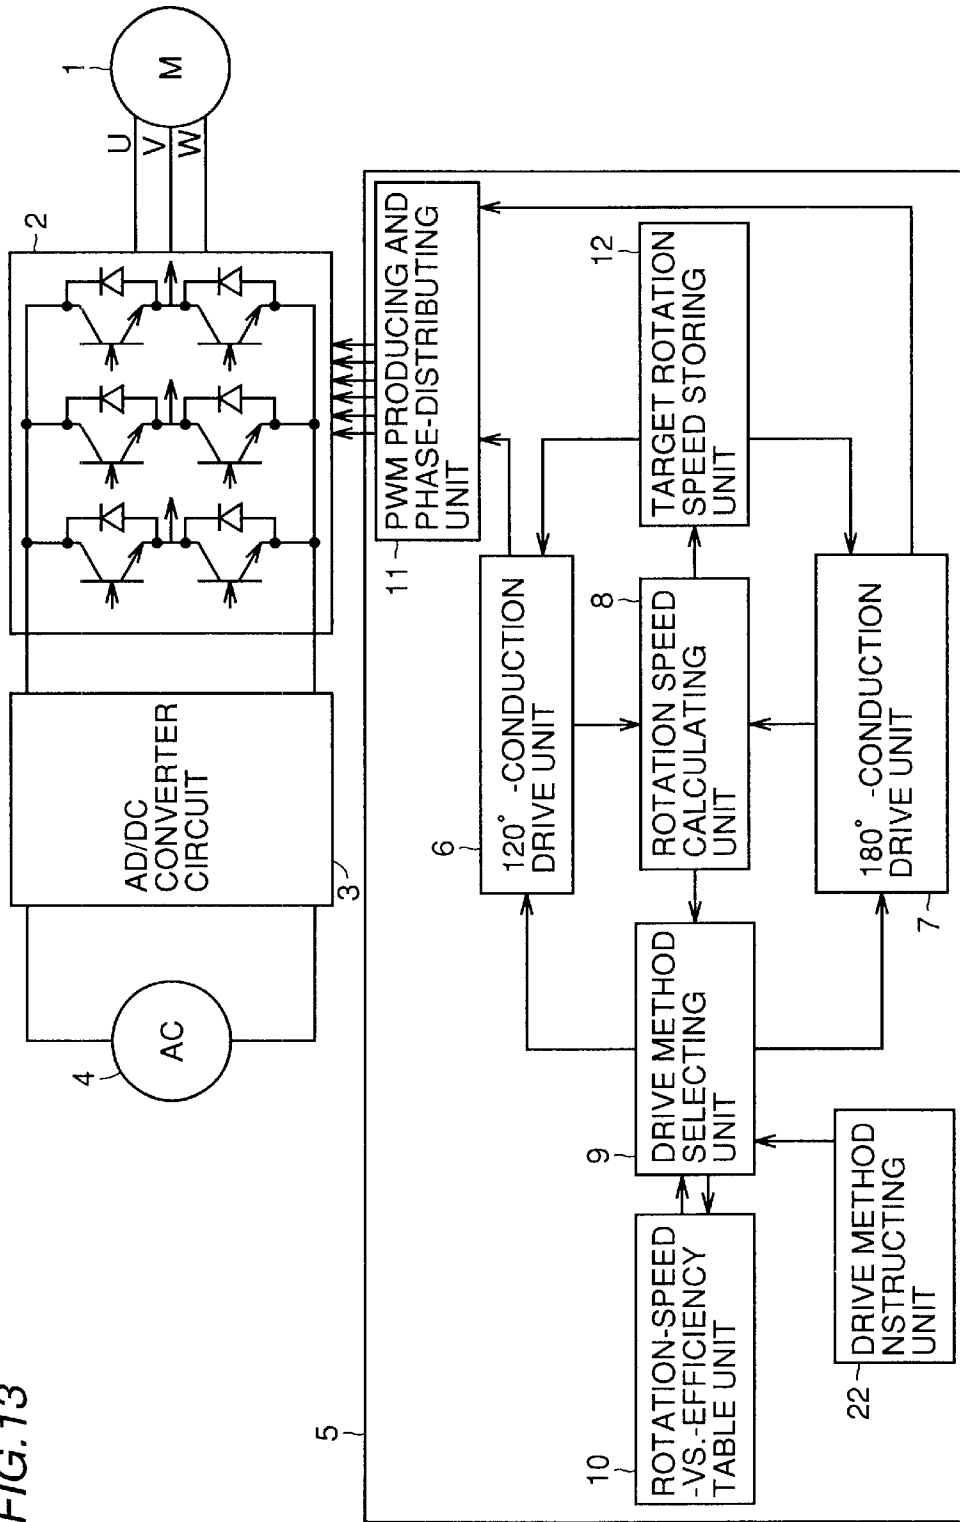 FIG.13
4
AC
AD/DC
CONVERTER
CIRCUIT
3
2
U
V
W
1
M
5
11
PWM PRODUCING AND
PHASE-DISTRIBUTING
UNIT
6
120°-CONDUCTION
DRIVE UNIT
10
ROTATION-SPEED
-VS.-EFFICIENCY
TABLE UNIT
9
DRIVE METHOD
SELECTING
UNIT
8
ROTATION SPEED
CALCULATING
UNIT
12
TARGET ROTATION
SPEED STORING
UNIT
22
DRIVE METHOD
NSTRUCTING
UNIT
7
180°-CONDUCTION
DRIVE UNIT